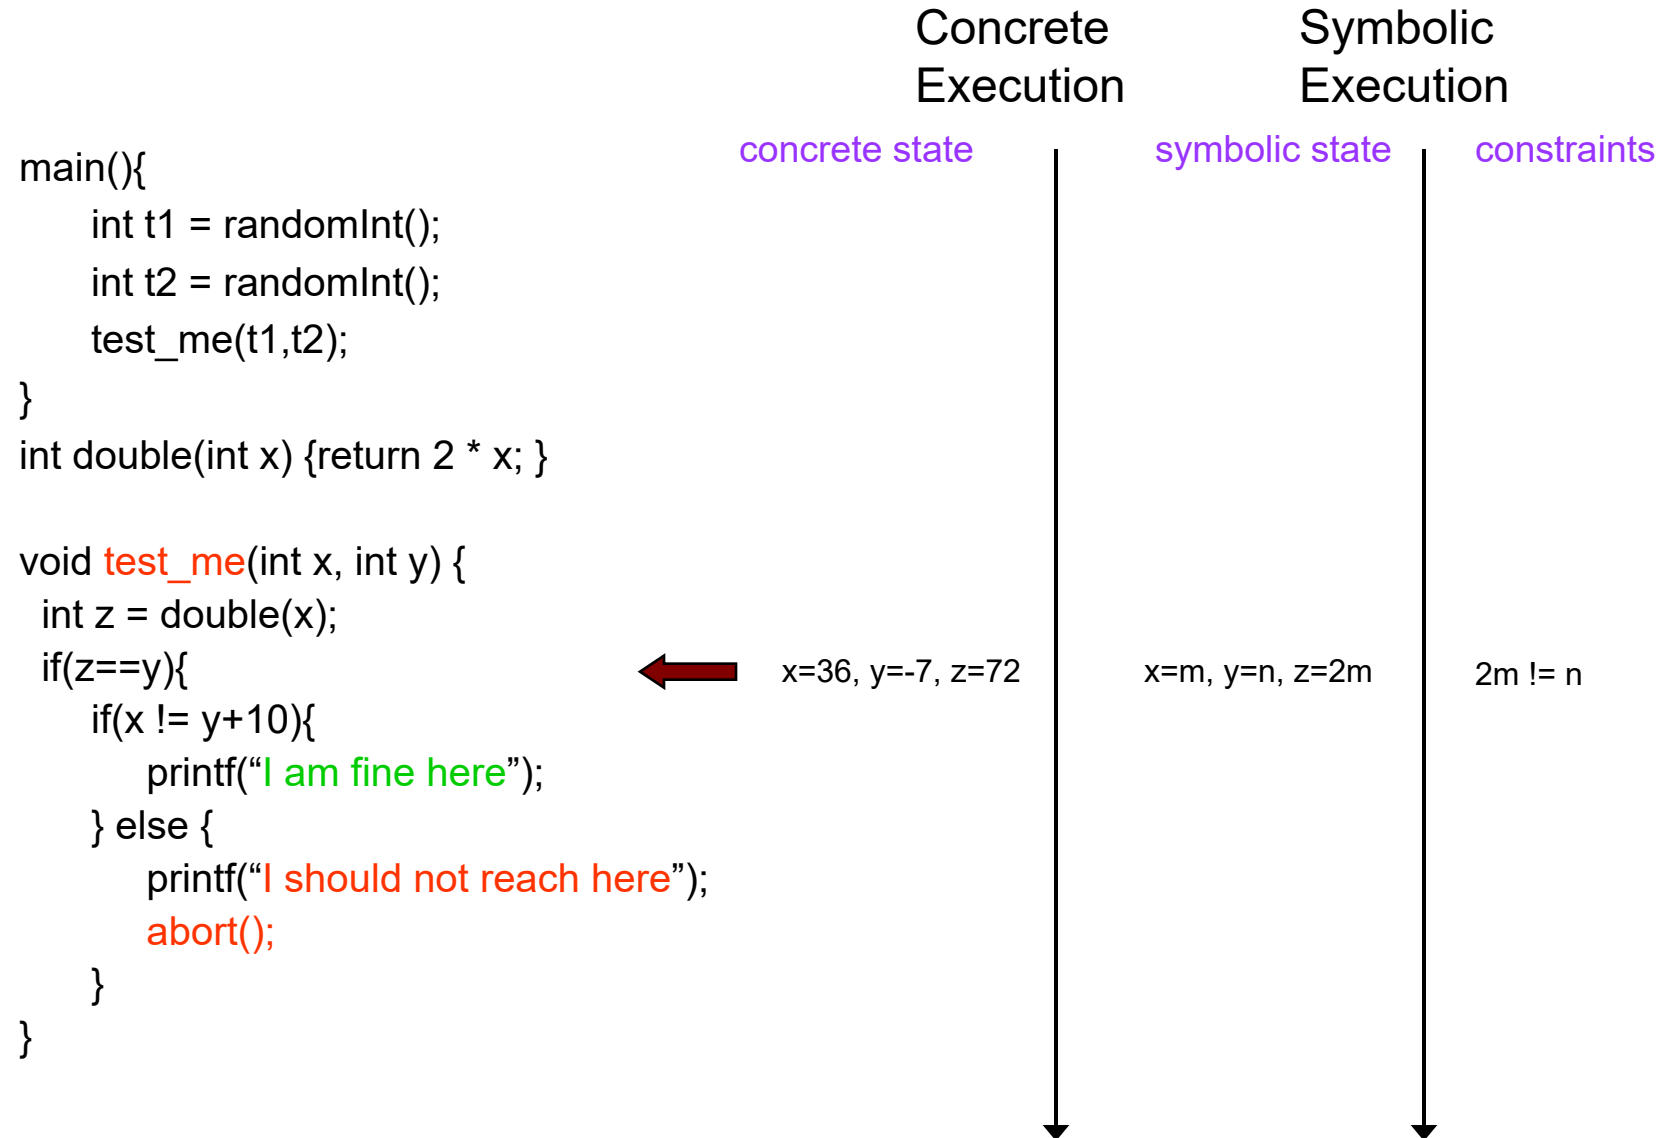 Concrete
Execution
Symbolic
Execution
concrete state
symbolic state
constraints
main(){
int t1 = randomInt();
int t2 = randomInt();
test_me(t1,t2);
}
int double(int x) {return 2 * x; }
void test_me(int x, int y) {
int z = double(x);
if(z==y){
x=36, y=-7, z=72
x=m, y=n, z=2m
2m != n
if(x != y+10){
printf(“I am fine here”);
} else {
printf(“I should not reach here”);
abort();
}
}